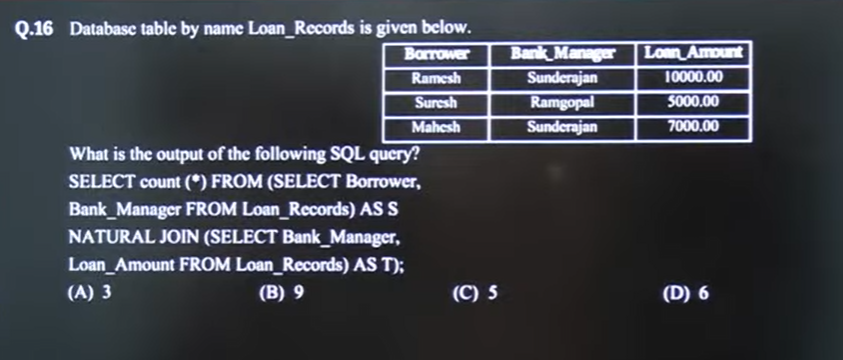 Q.16 Database table by name Loan_Records is given below.
Borrower Bank_Manager Loan_Amount
Ramesh Sunderajan 10000.00
Suresh Ramgopal 5000.00
Mahesh Sunderajan 7000.00
What is the output of the following SQL query?
SELECT count (*) FROM (SELECT Borrower,
Bank_Manager FROM Loan_Records) AS S
NATURAL JOIN (SELECT Bank_Manager,
Loan_Amount FROM Loan_Records) AS T);
(A) 3 (B) 9 (C) 5 (D) 6